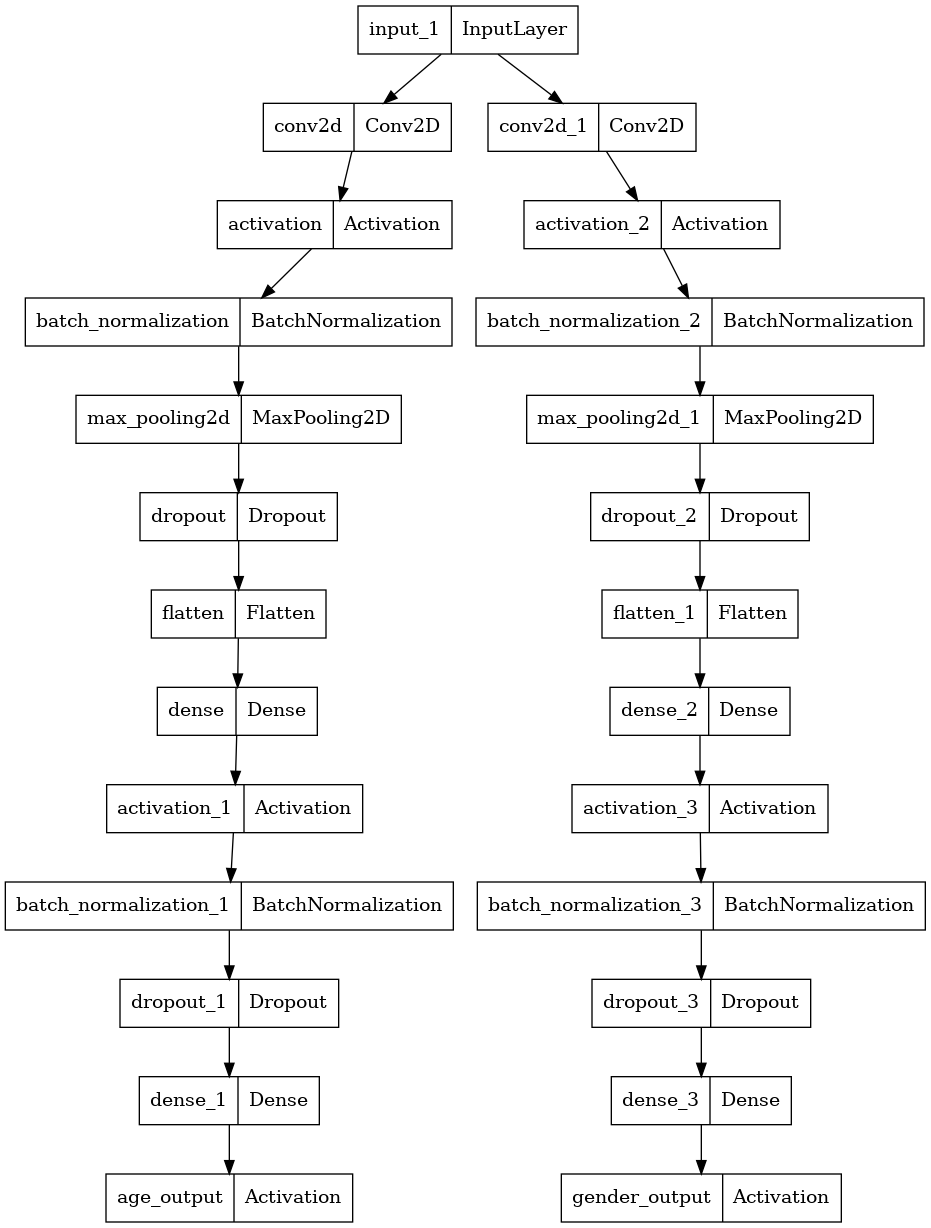 input_1 InputLayer
conv2d Conv2D conv2d_1 Conv2D
activation Activation activation_2 Activation
batch_normalization BatchNormalization batch_normalization_2 BatchNormalization
max_pooling2d MaxPooling2D max_pooling2d_1 MaxPooling2D
dropout Dropout dropout_2 Dropout
flatten Flatten flatten_1 Flatten
dense Dense dense_2 Dense
activation_1 Activation activation_3 Activation
batch_normalization_1 BatchNormalization batch_normalization_3 BatchNormalization
dropout_1 Dropout dropout_3 Dropout
dense_1 Dense dense_3 Dense
age_output Activation gender_output Activation